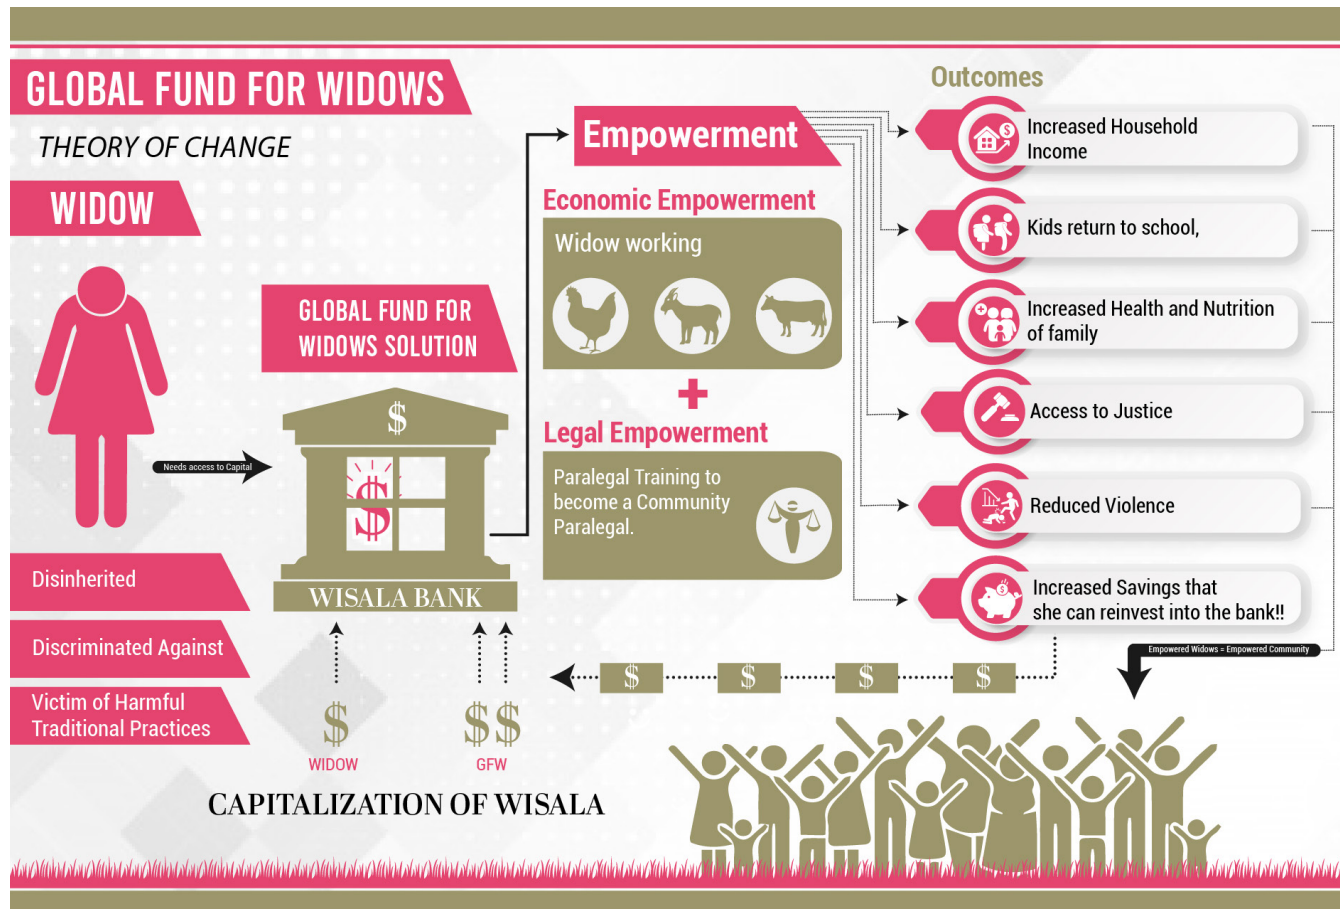 GLOBAL FUND FOR WIDOWS
THEORY OF CHANGE
WIDOW
Needs access to Capital
Disinherited
Discriminated Against
Victim of Harmful
Traditional Practices
GLOBAL FUND FOR
WIDOWS SOLUTION
$
$
WISALA BANK
$
WIDOW
$$
GFW
CAPITALIZATION OF WISALA
Empowerment
Economic Empowerment
Widow working
+
Legal Empowerment
Paralegal Training to
become a Community
Paralegal.
Outcomes
$
Increased Household
Income
Kids return to school,
Increased Health and Nutrition
of family
Access to Justice
Reduced Violence
$
Increased Savings that
she can reinvest into the bank!!
$ $ $ $
Empowered Widows = Empowered Community